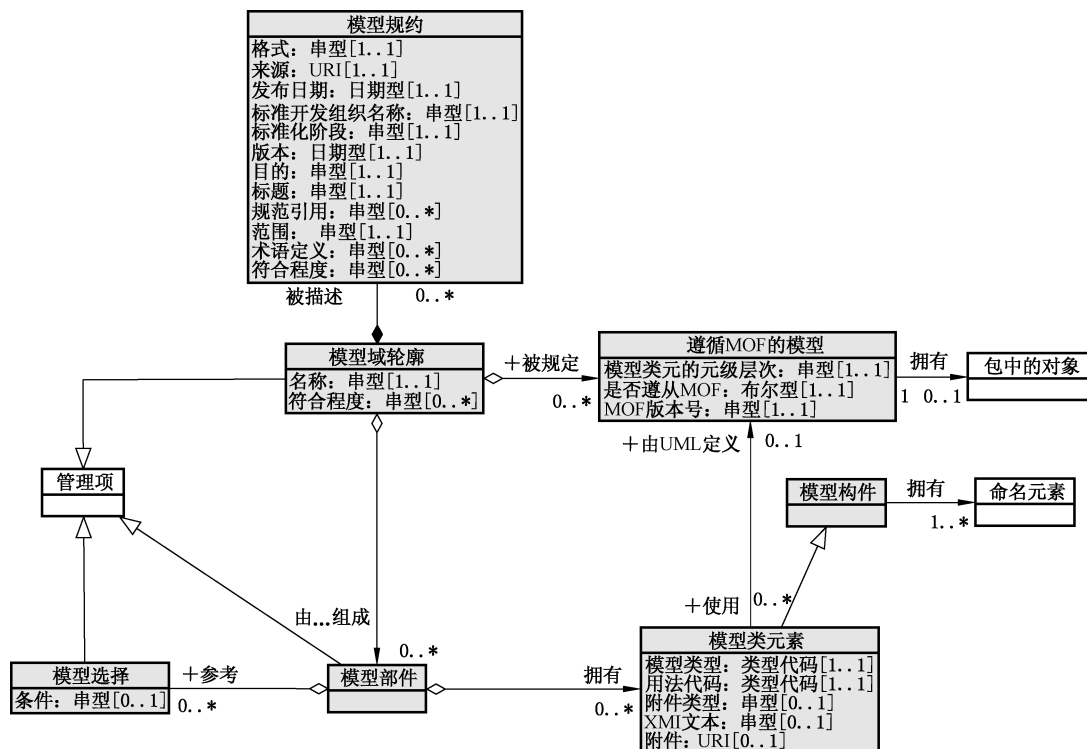 模型规约
格式：串型[1..1]
来源：URI[1..1]
发布日期：日期型[1..1]
标准开发组织名称：串型[1..1]
标准化阶段：串型[1..1]
版本：日期型[1..1]
目的：串型[1..1]
标题：串型[1..1]
规范引用：串型[0..*]
范围： 串型[1..1]
术语定义：串型[0..*]
符合程度：串型[0..*]
被描述 0..*
模型域轮廓
名称：串型[1..1]
符合程度：串型[0..*]
+被规定
0..*
遵循MOF的模型
模型类元的元级层次：串型[1..1]
是否遵从MOF：布尔型[1..1]
MOF版本号：串型[1..1]
拥有
1 0..1
包中的对象
+由UML定义 0..1
管理项
模型构件
拥有
1..*
命名元素
由...组成
0..*
+使用 0..*
模型选择
条件：串型[0..1]
+参考
0..*
模型部件
拥有
0..*
模型类元素
模型类型：类型代码[1..1]
用法代码：类型代码[1..1]
附件类型：串型[0..1]
XMI文本：串型[0..1]
附件：URI[0..1]